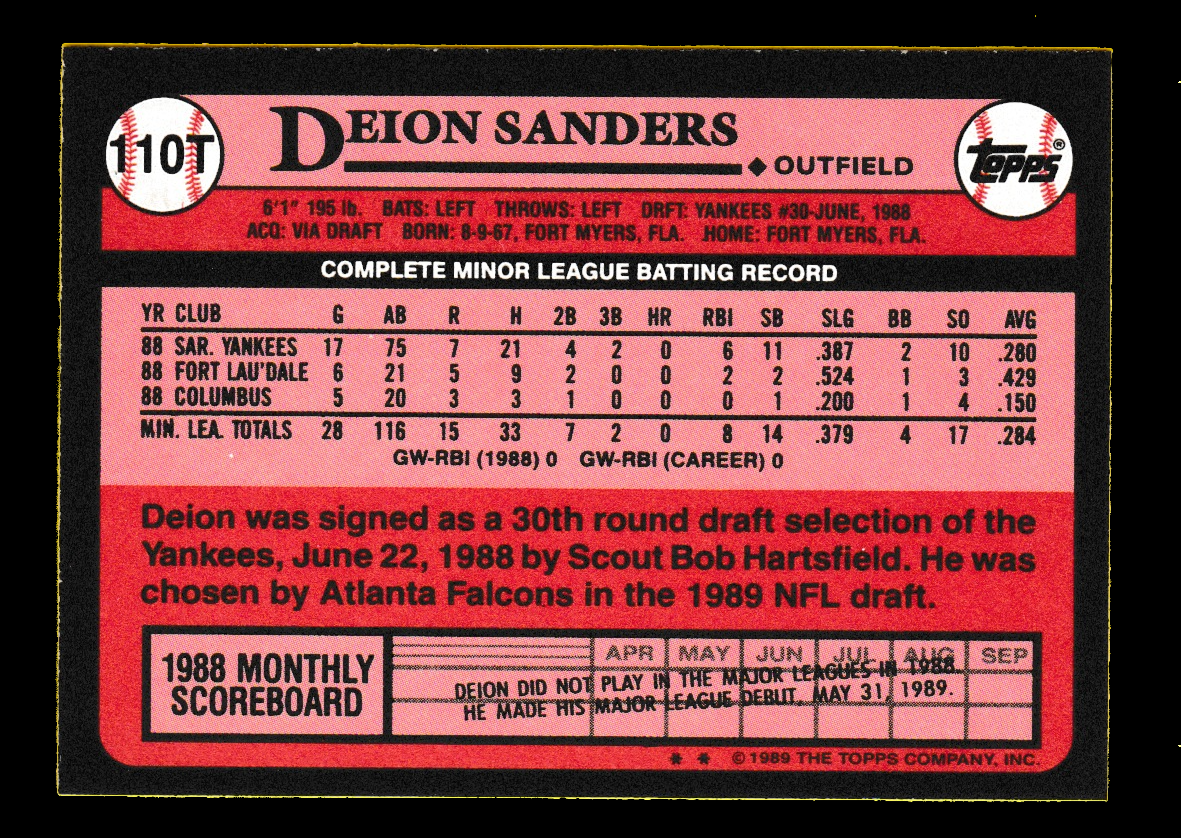 110T
DEION SANDERS
◆ OUTFIELD
TOPPS®
6'1" 195 lb. BATS: LEFT THROWS: LEFT DRFT: YANKEES #30-JUNE, 1988
ACQ: VIA DRAFT BORN: 8-9-67, FORT MYERS, FLA. HOME: FORT MYERS, FLA.
COMPLETE MINOR LEAGUE BATTING RECORD
YR CLUB G AB R H 2B 3B HR RBI SB SLG BB SO AVG
88 SAR. YANKEES 17 75 7 21 4 2 0 6 11 .387 2 10 .280
88 FORT LAU'DALE 6 21 5 9 2 0 0 2 2 .524 1 3 .429
88 COLUMBUS 5 20 3 3 1 0 0 0 1 .200 1 4 .150
MIN. LEA. TOTALS 28 116 15 33 7 2 0 8 14 .379 4 17 .284
GW-RBI (1988) 0 GW-RBI (CAREER) 0
Deion was signed as a 30th round draft selection of the
Yankees, June 22, 1988 by Scout Bob Hartsfield. He was
chosen by Atlanta Falcons in the 1989 NFL draft.
1988 MONTHLY
SCOREBOARD
APR MAY JUN JUL AUG SEP
DEION DID NOT PLAY IN THE MAJOR LEAGUES IN 1988.
HE MADE HIS MAJOR LEAGUE DEBUT, MAY 31, 1989.
* * © 1989 THE TOPPS COMPANY, INC.